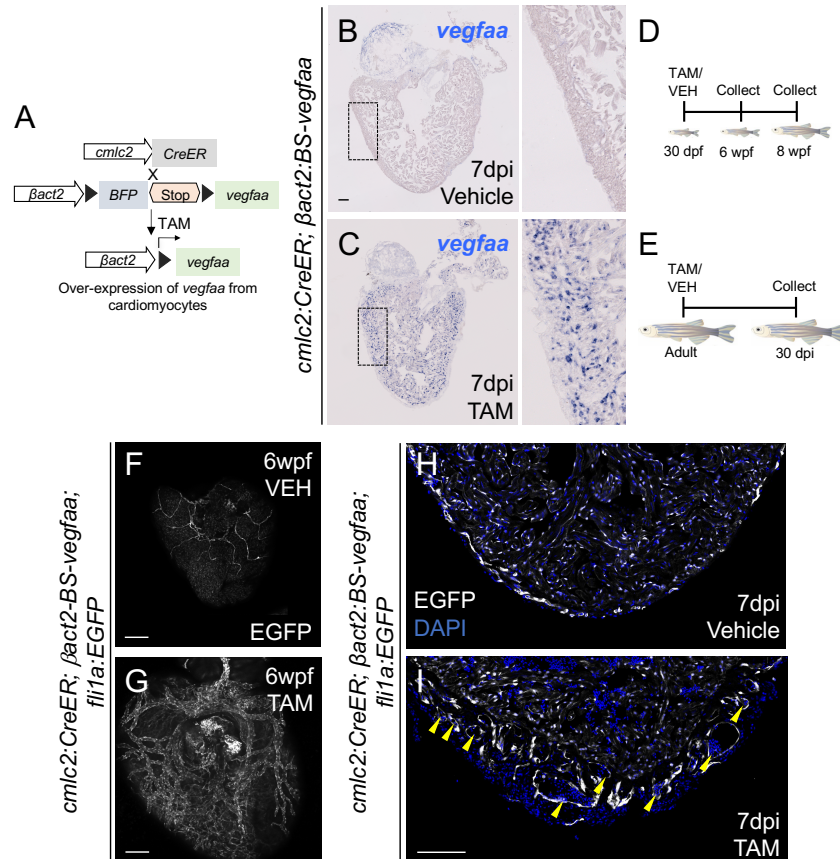 A
cmlc2
CreER
X
βact2
BFP
Stop
vegfaa
TAM
βact2
vegfaa
Over-expression of vegfaa from
cardiomyocytes
cmlc2:CreER; βact2:BS-vegfaa
B
vegfaa
7dpi
Vehicle
C
vegfaa
7dpi
TAM
D
TAM/
VEH
Collect
Collect
30 dpf
6 wpf
8 wpf
E
TAM/
VEH
Collect
Adult
30 dpi
cmlc2:CreER; βact2-BS-vegfaa;
fli1a:EGFP
F
6wpf
VEH
EGFP
G
6wpf
TAM
cmlc2:CreER; βact2:BS-vegfaa;
fli1a:EGFP
H
EGFP
DAPI
7dpi
Vehicle
I
7dpi
TAM